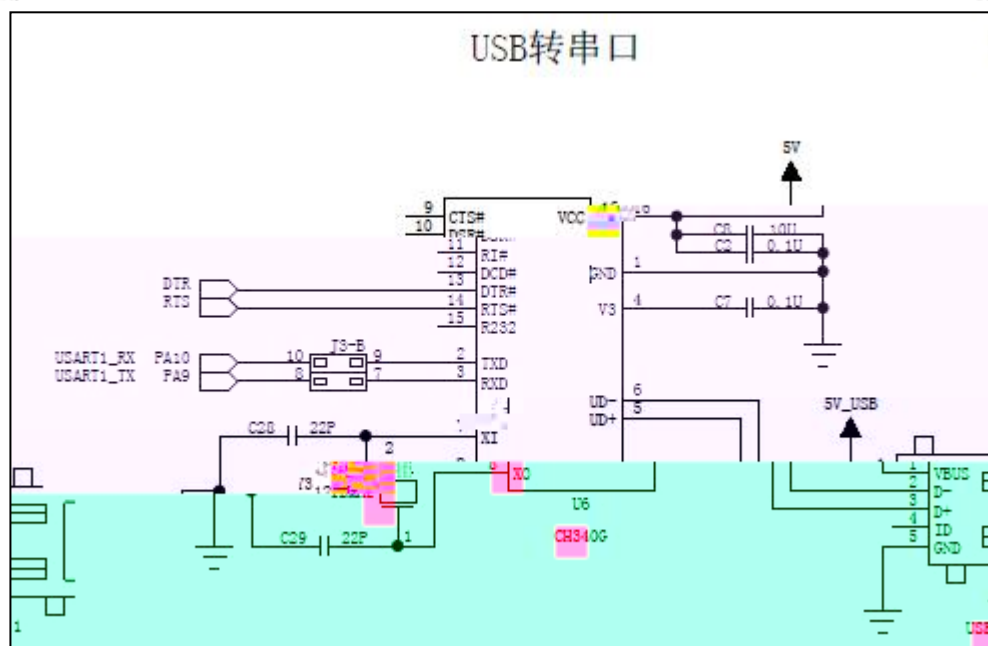 USB转串口
5V
9 CTS# VCC
10
C2 0.1U
11
12 RI#
DCD# GND 1
DTR 13 DTR#
RTS 14 RTS# V3 4 C7 0.1U
15 R232
J3-B
USART1_RX PA10 10 9 2 TXD
USART1_TX PA9 8 7 3 RXD
UD- 6
UD+ 5
5V_USB
C28 22P XI
2
XO
1 VBUS
2 D-
3 D+
4 ID
5 GND
U6
C29 22P 1 CH340G
1